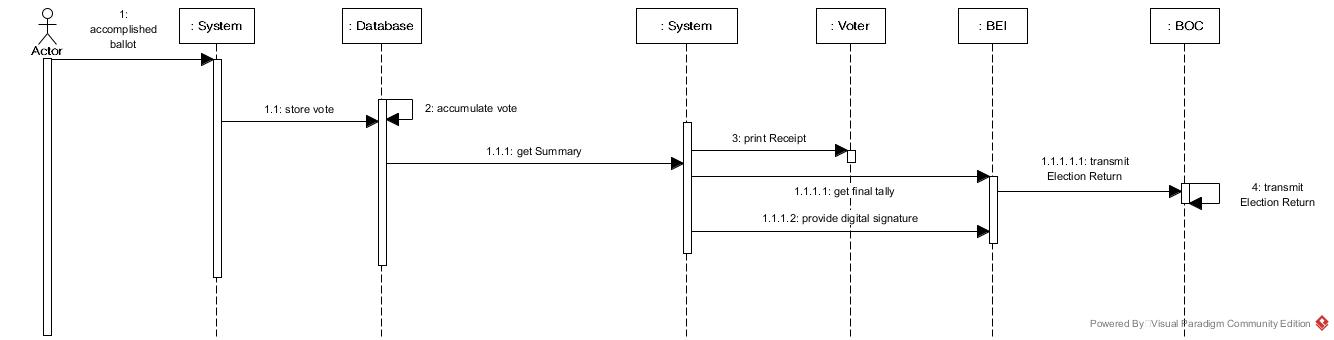 Actor
1:
accomplished
ballot
: System
: Database
: System
: Voter
: BEI
: BOC
1.1: store vote
2: accumulate vote
1.1.1: get Summary
3: print Receipt
1.1.1.1: get final tally
1.1.1.2: provide digital signature
1.1.1.1.1: transmit
Election Return
4: transmit
Election Return
Powered By Visual Paradigm Community Edition